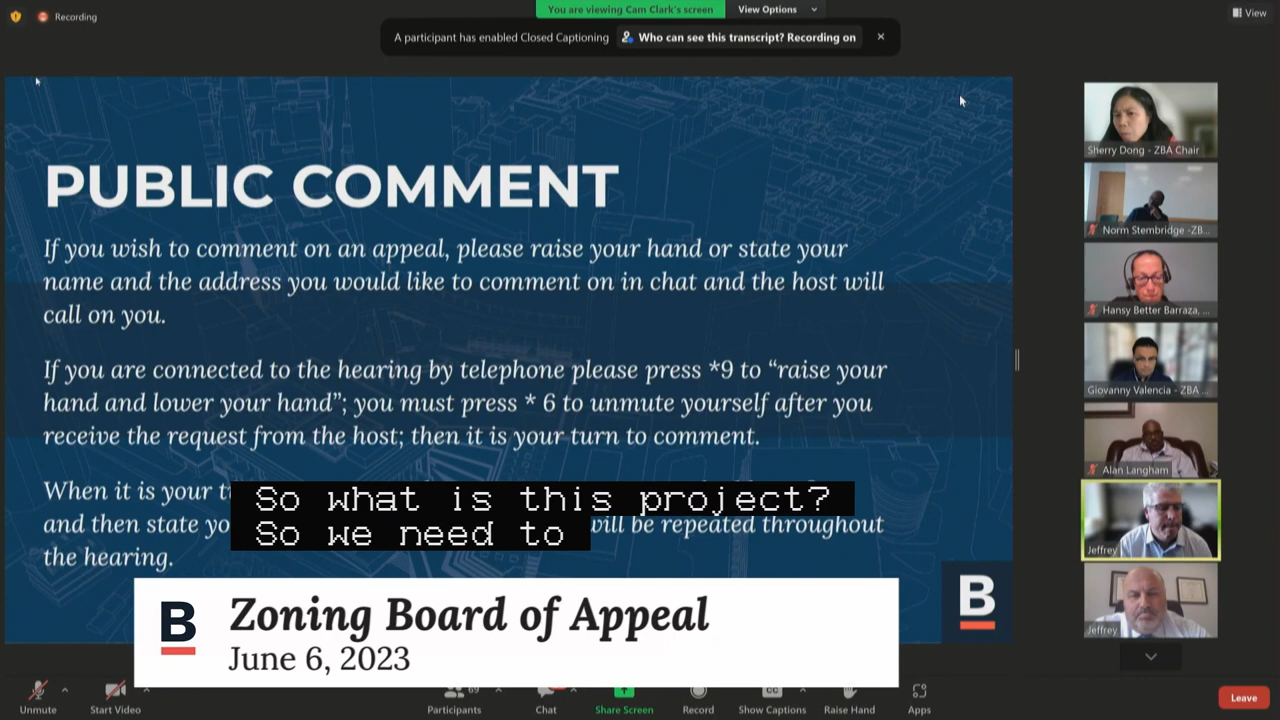 You are viewing Cam Clark's screen
View Options
Recording
View
A participant has enabled Closed Captioning
Who can see this transcript? Recording on
PUBLIC COMMENT
If you wish to comment on an appeal, please raise your hand or state your
name and the address you would like to comment on in chat and the host will
call on you.
If you are connected to the hearing by telephone please press *9 to “raise your
hand and lower your hand”; you must press * 6 to unmute yourself after you
receive the request from the host; then it is your turn to comment.
When it is your
and then state will be repeated throughout
the hearing.
So what is this project?
So we need to
B
Zoning Board of Appeal
June 6, 2023
B
Sherry Dong - ZBA Chair
Norm Stembridge -ZB...
Hansy Better Barraza, ...
Giovanny Valencia - ZBA ...
Alan Langham
Jeffrey
Jeffrey
Unmute
Start Video
Participants
69
Chat
Share Screen
Record
CC
Show Captions
Raise Hand
Apps
Leave